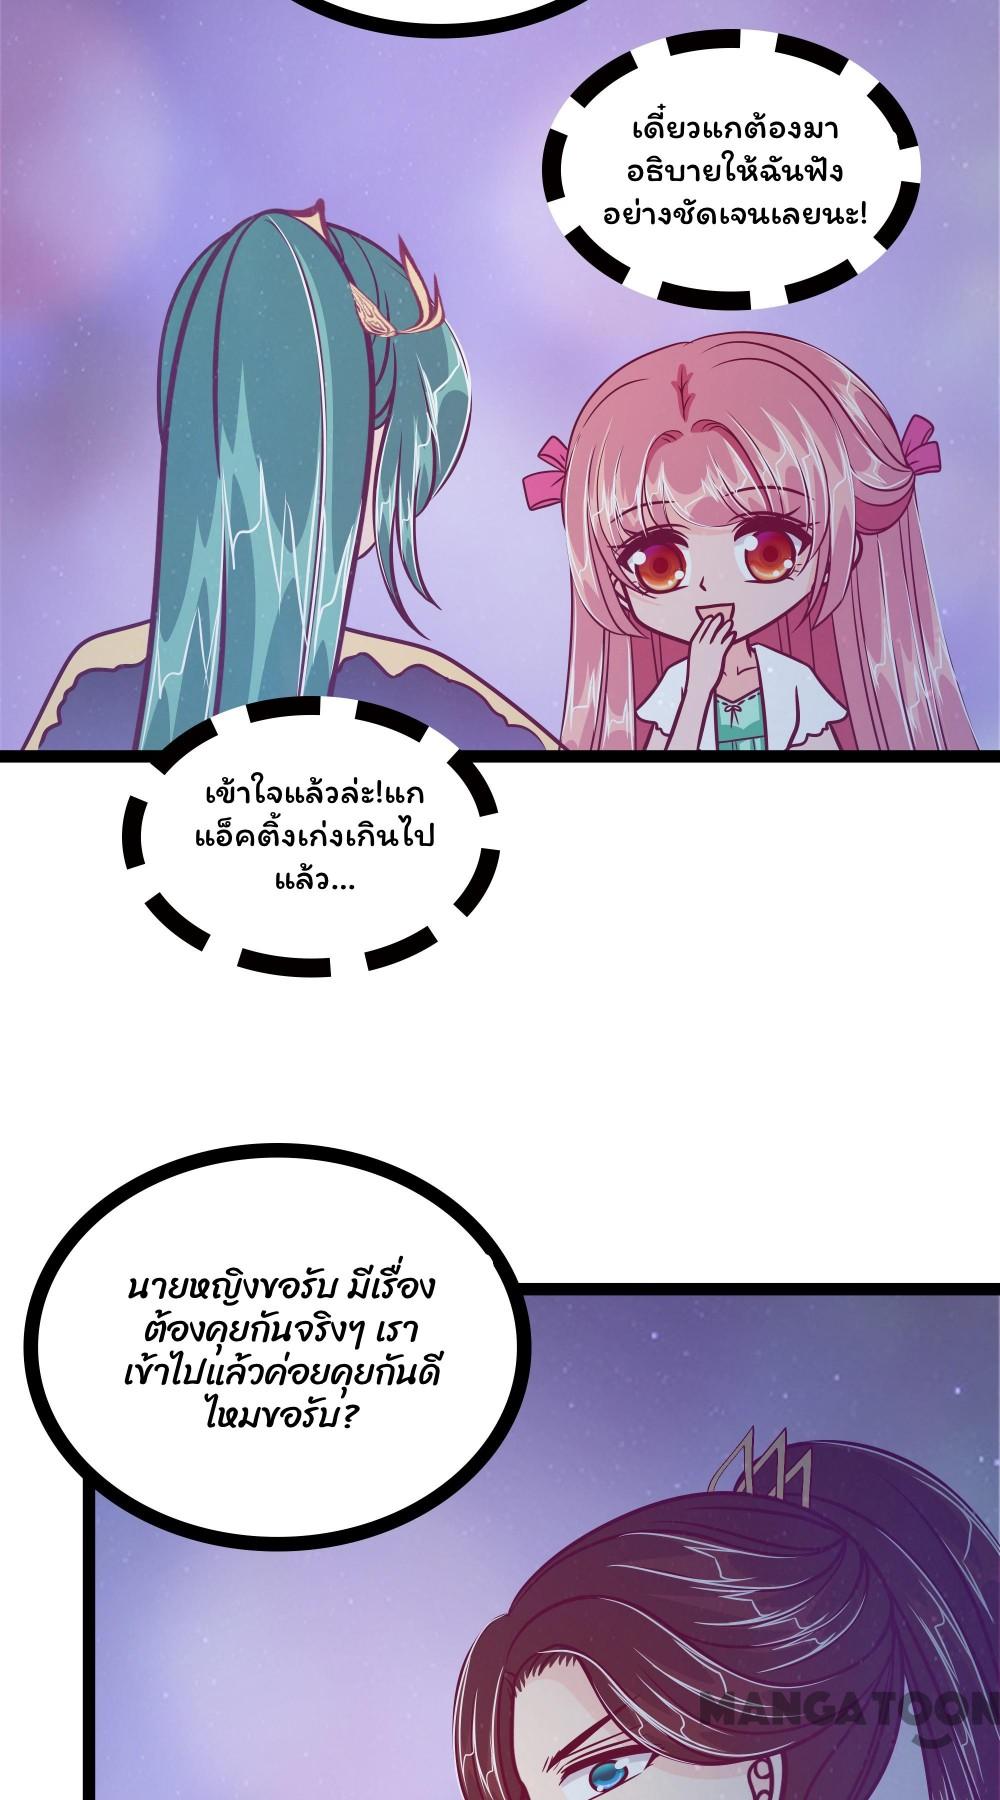 เดี๋ยวแกต้องมา
อธิบายให้ฉันฟัง
อย่างชัดเจนเลยนะ!
เข้าใจแล้วล่ะ!แก
แอ็คติ้งเก่งเกินไป
แล้ว...
นายหญิงขอรับ มีเรื่อง
ต้องคุยกันจริงๆ เรา
เข้าไปแล้วค่อยคุยกันดี
ไหมขอรับ?
MANGATOON